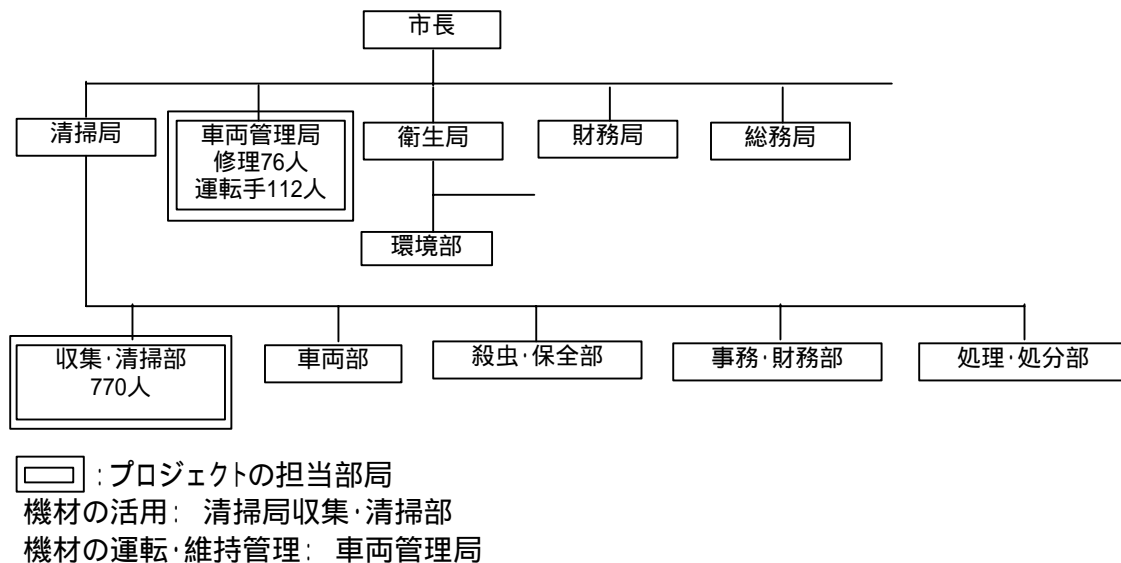 市長
清掃局
車両管理局
修理76人
運転手112人
衛生局
財務局
総務局
環境部
収集・清掃部
770人
車両部
殺虫・保全部
事務・財務部
処理・処分部
:プロジェクトの担当部局
機材の活用: 清掃局収集・清掃部
機材の運転・維持管理: 車両管理局